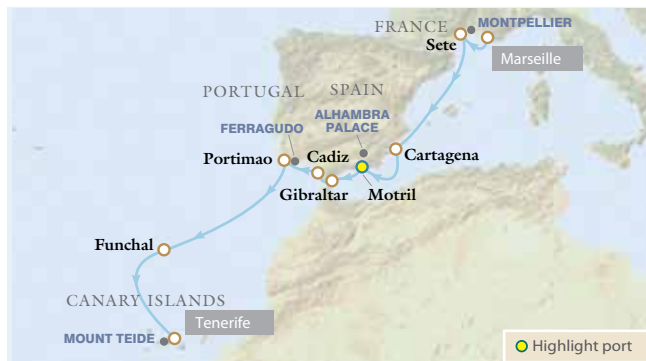 FRANCE
MONTPELLIER
Sete
Marseille
PORTUGAL
SPAIN
ALHAMBRA
PALACE
FERRAGUDO
Portimao
Cadiz
Cartagena
Gibraltar
Motril
Funchal
CANARY ISLANDS
Tenerife
MOUNT TEIDE
Highlight port